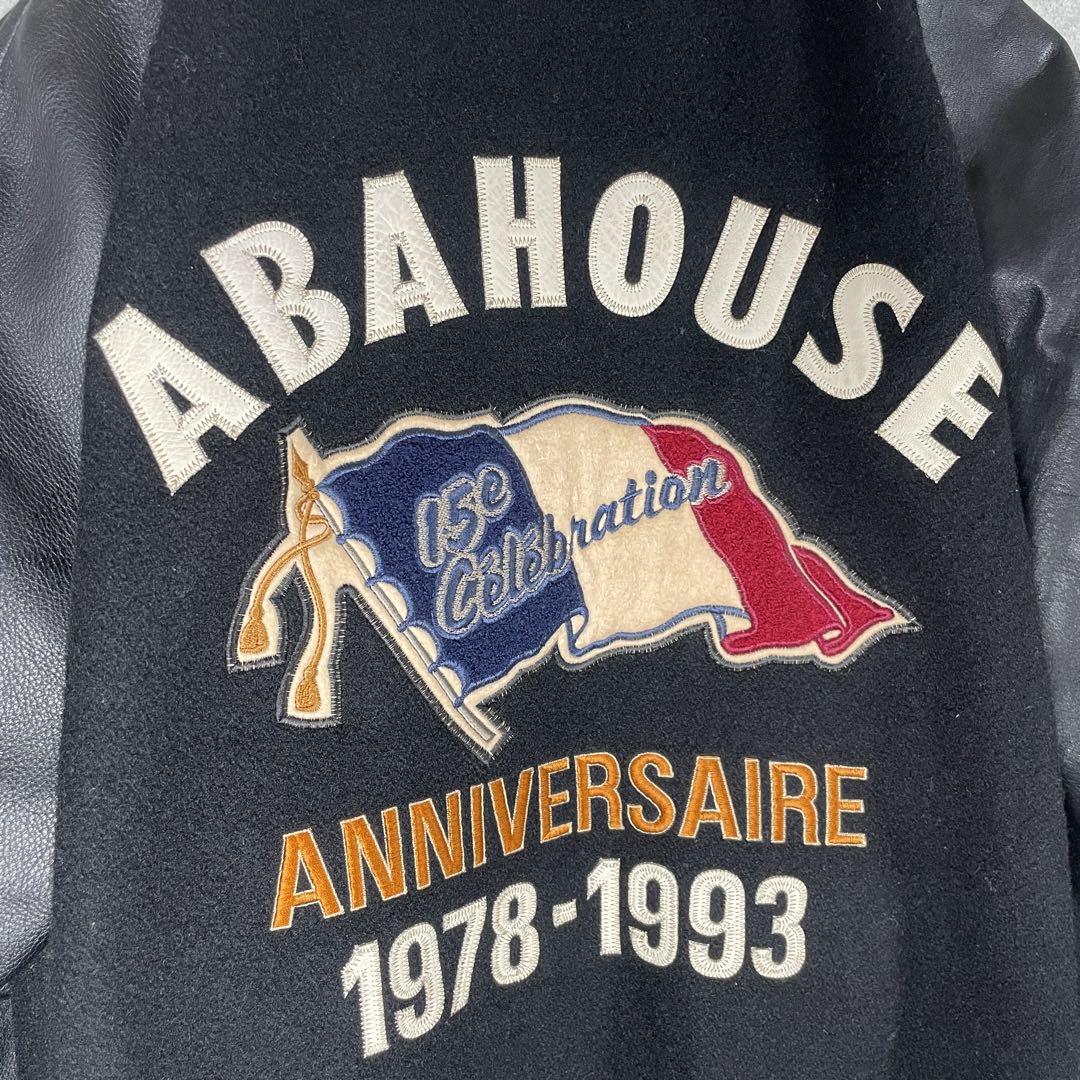 ABAHOUSE
15e
Célébration
ANNIVERSAIRE
1978-1993